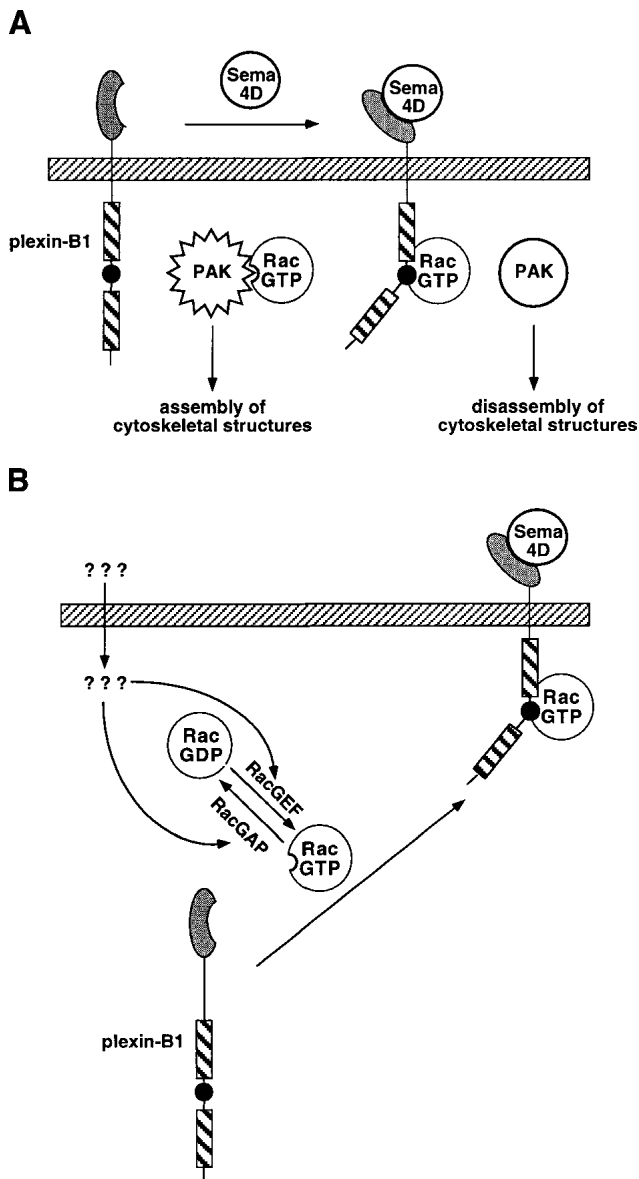 A
Sema
4D
Sema
4D
plexin-B1
PAK
Rac
GTP
Rac
GTP
PAK
assembly of
cytoskeletal structures
disassembly of
cytoskeletal structures
B
Sema
4D
? ? ?
? ? ?
Rac
GTP
Rac
GDP
RacGEF
RacGAP
Rac
GTP
plexin-B1